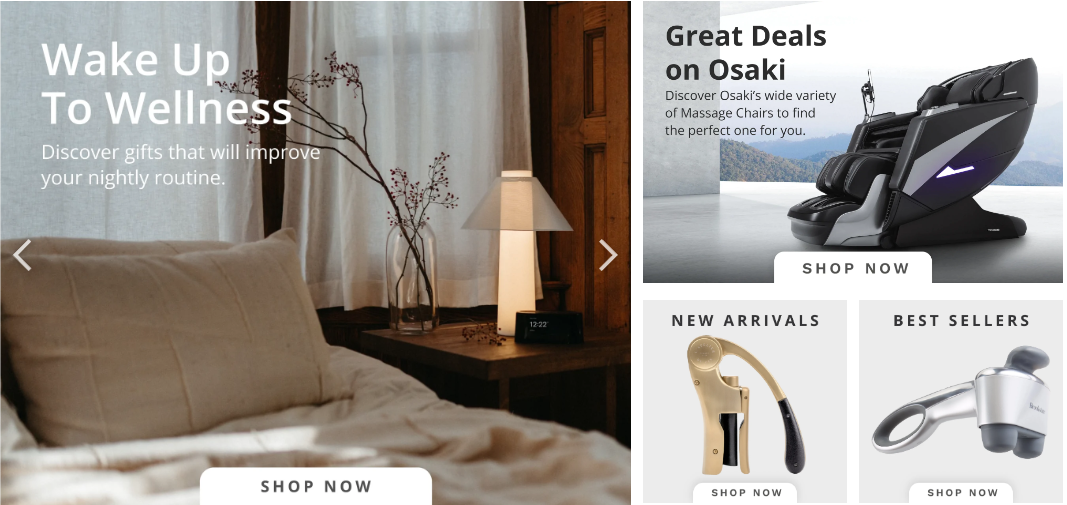 Wake Up
To Wellness
Discover gifts that will improve
your nightly routine.
12:22
SHOP NOW
Great Deals
on Osaki
Discover Osaki's wide variety
of Massage Chairs to find
the perfect one for you.
SHOP NOW
NEW ARRIVALS
SHOP NOW
BEST SELLERS
SHOP NOW